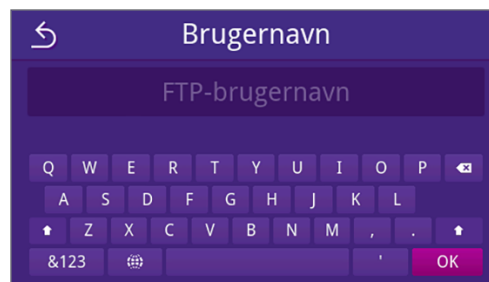 Brugernavn
FTP-brugernavn
Q W E R T Y U I O P
A S D F G H J K L
Z X C V B N M , .
&123 ' OK